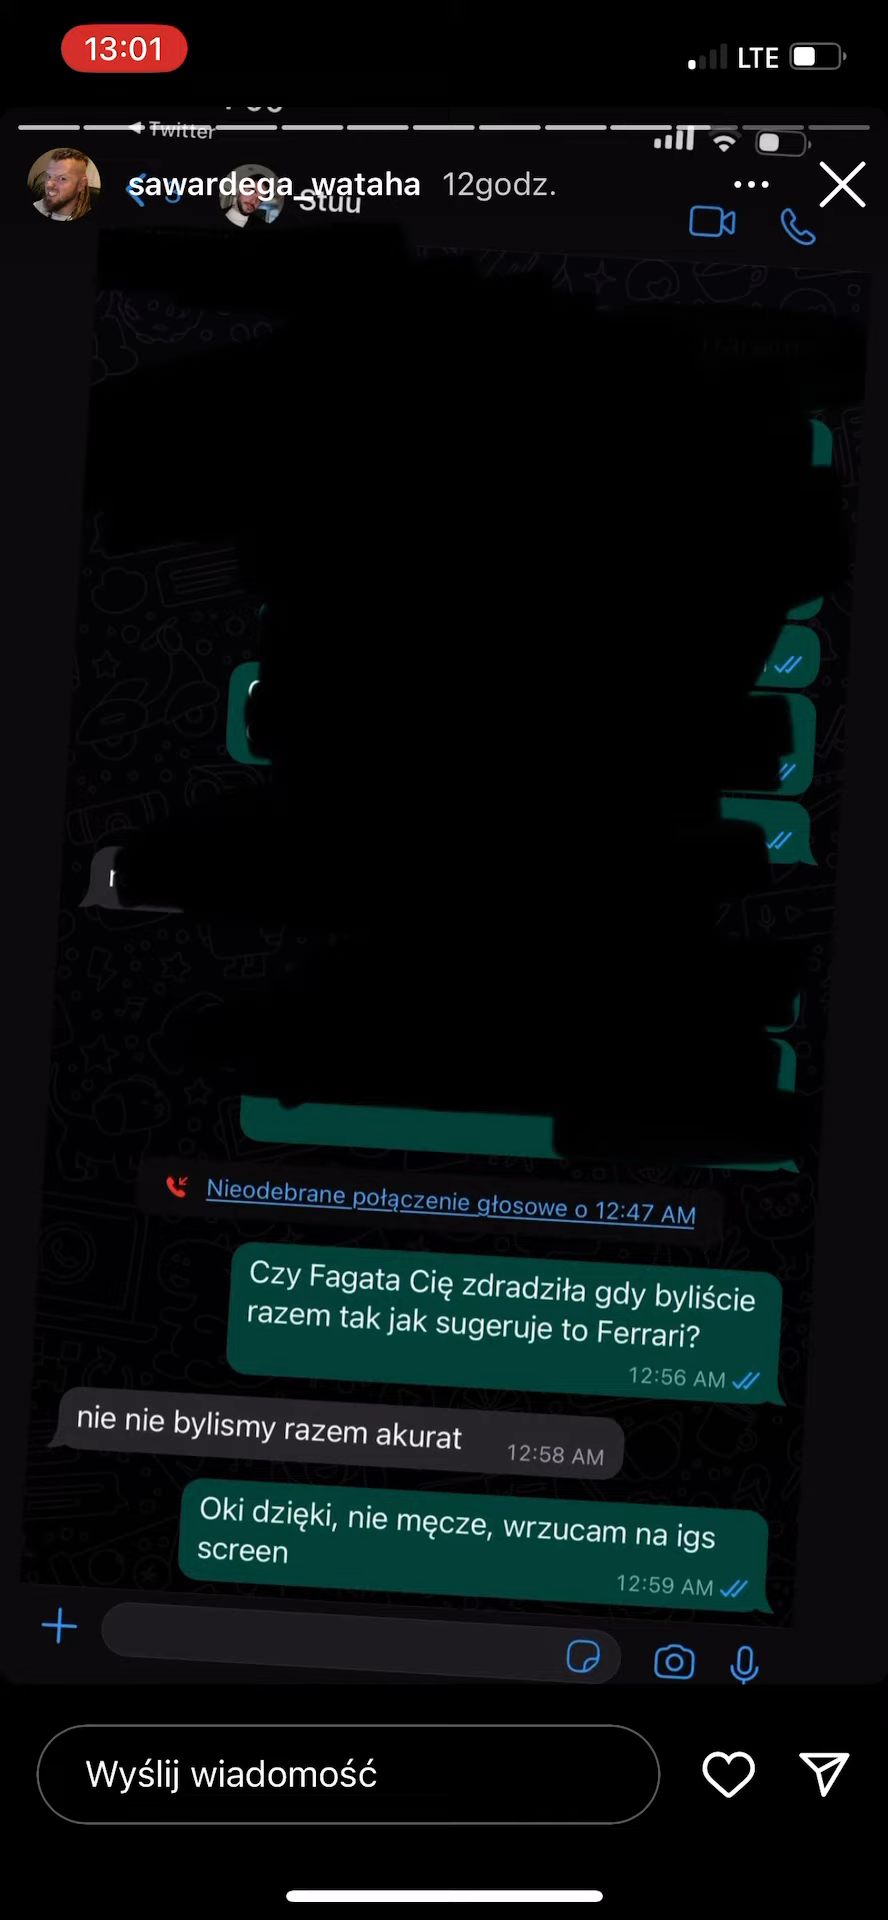 13:01
LTE
Twitter
sawardega_wataha 12godz.
Stuu
Nieodebrane połączenie głosowe o 12:47 AM
Czy Fagata Cię zdradziła gdy byliście
razem tak jak sugeruje to Ferrari?
12:56 AM
nie nie bylismy razem akurat
12:58 AM
Oki dzięki, nie męcze, wrzucam na igs
screen
12:59 AM
Wyślij wiadomość